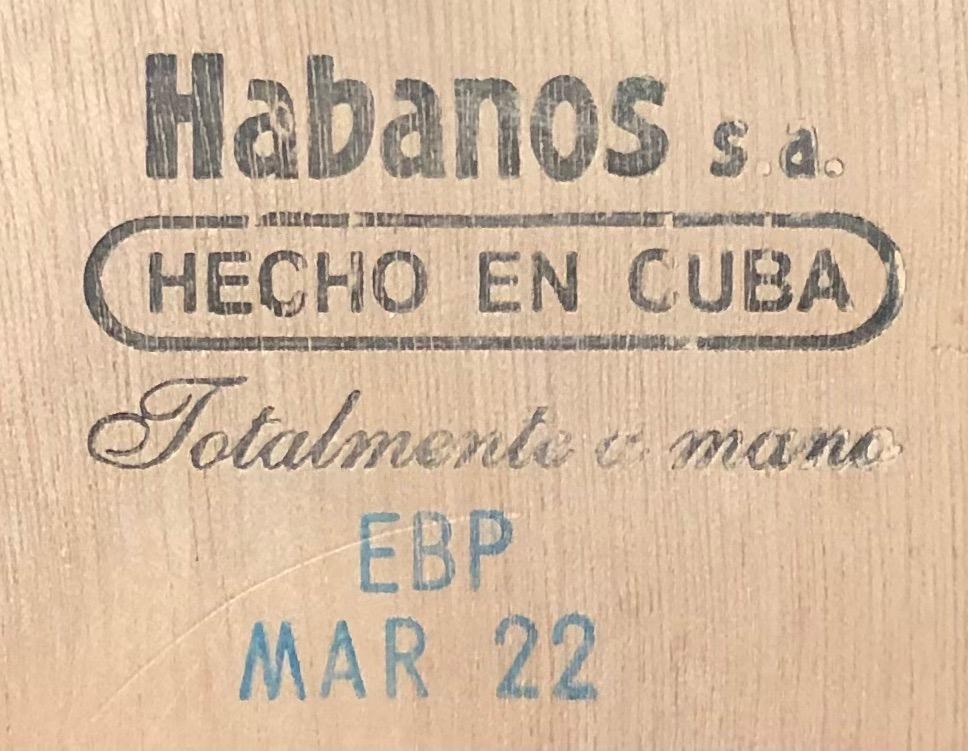 Habanos s.a.
HECHO EN CUBA
Totalmente a mano
EBP
MAR 22